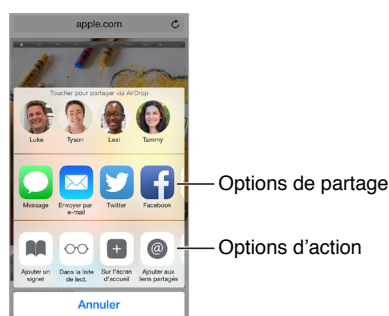 apple.com
Toucher pour partager via AirDrop
Luke Tyson Lexi Tammy
Message Envoyer par Twitter Facebook
e-mail
Options de partage
Options d'action
Ajouter un Dans la liste Sur l'écran Ajouter aux
signet de lect. d'accueil liens partagés
Annuler